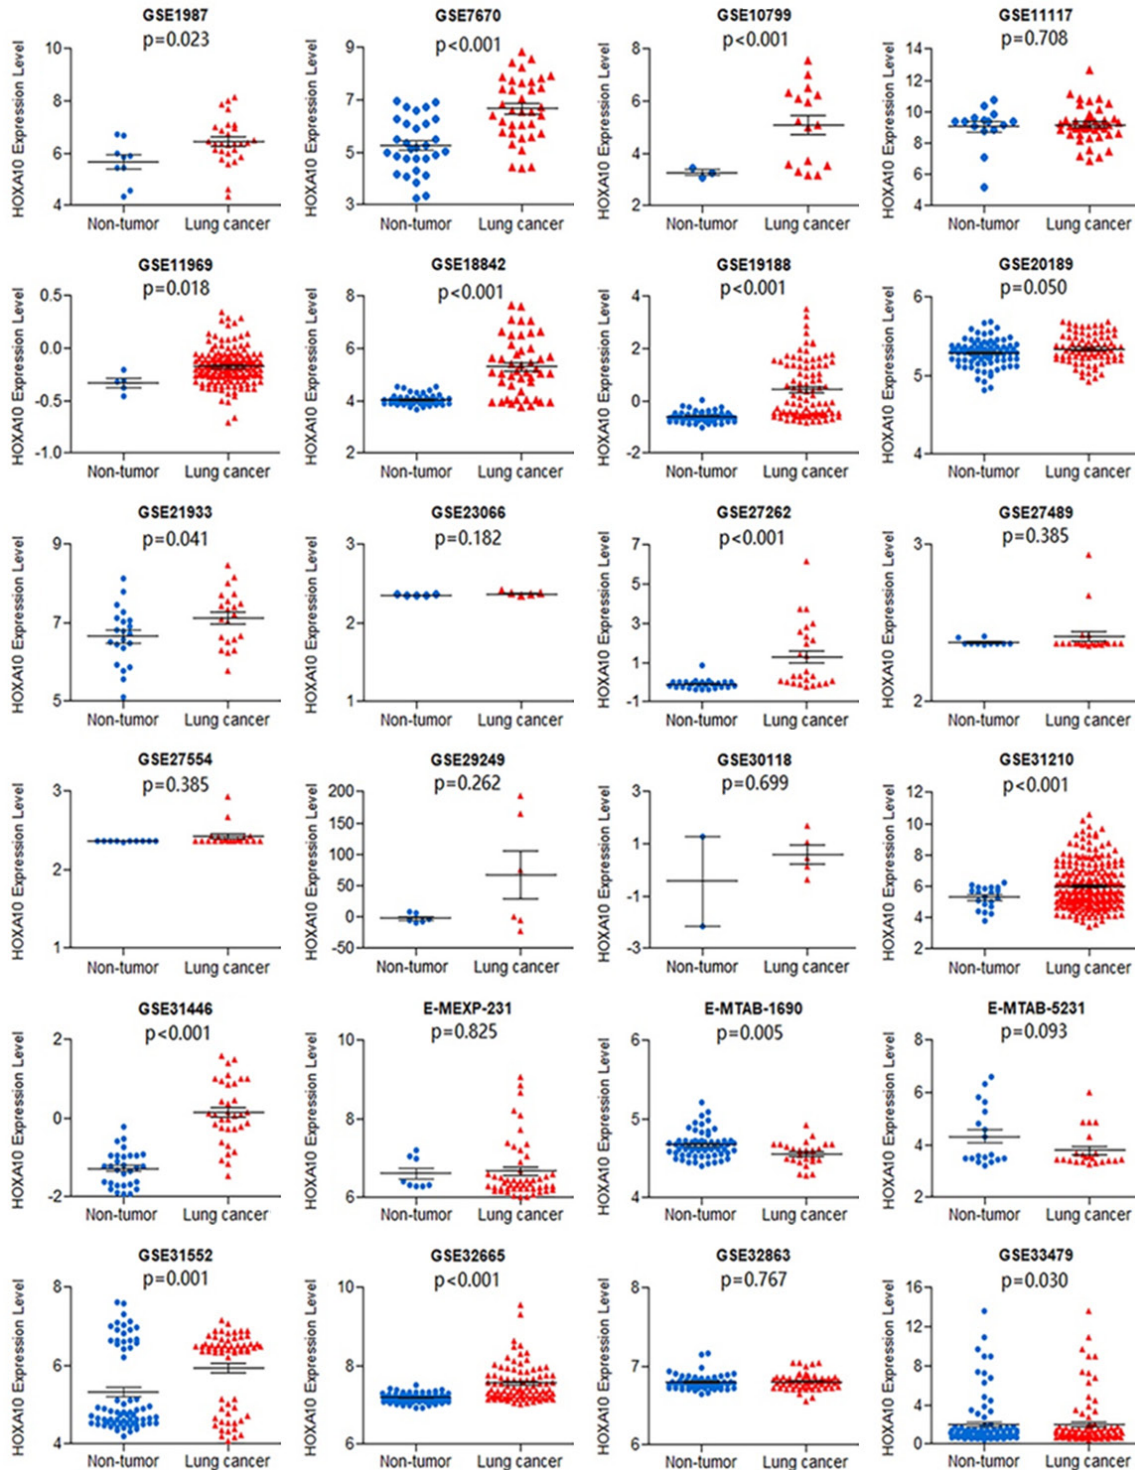 GSE1987
p=0.023
HOXA10 Expression Level
10
8
6
4
Non-tumor Lung cancer
GSE7670
p<0.001
HOXA10 Expression Level
9
7
5
3
Non-tumor Lung cancer
GSE10799
p<0.001
HOXA10 Expression Level
8
6
4
2
Non-tumor Lung cancer
GSE11117
p=0.708
HOXA10 Expression Level
14
12
10
8
6
4
Non-tumor Lung cancer
GSE11969
p=0.018
HOXA10 Expression Level
0.5
0.0
-0.5
-1.0
Non-tumor Lung cancer
GSE18842
p<0.001
HOXA10 Expression Level
8
6
4
2
Non-tumor Lung cancer
GSE19188
p<0.001
HOXA10 Expression Level
4
2
0
-2
Non-tumor Lung cancer
GSE20189
p=0.050
HOXA10 Expression Level
6
5
4
Non-tumor Lung cancer
GSE21933
p=0.041
HOXA10 Expression Level
9
7
5
Non-tumor Lung cancer
GSE23066
p=0.182
HOXA10 Expression Level
3
2
1
Non-tumor Lung cancer
GSE27262
p<0.001
HOXA10 Expression Level
7
5
3
1
-1
Non-tumor Lung cancer
GSE27489
p=0.385
HOXA10 Expression Level
3
2
Non-tumor Lung cancer
GSE27554
p=0.385
HOXA10 Expression Level
3
2
1
Non-tumor Lung cancer
GSE29249
p=0.262
HOXA10 Expression Level
200
150
100
50
0
-50
Non-tumor Lung cancer
GSE30118
p=0.699
HOXA10 Expression Level
3
1
-1
-3
Non-tumor Lung cancer
GSE31210
p<0.001
HOXA10 Expression Level
12
10
8
6
4
2
Non-tumor Lung cancer
GSE31446
p<0.001
HOXA10 Expression Level
2
0
-2
Non-tumor Lung cancer
E-MEXP-231
p=0.825
HOXA10 Expression Level
10
8
6
Non-tumor Lung cancer
E-MTAB-1690
p=0.005
HOXA10 Expression Level
6
5
4
Non-tumor Lung cancer
E-MTAB-5231
p=0.093
HOXA10 Expression Level
8
6
4
2
Non-tumor Lung cancer
GSE31552
p=0.001
HOXA10 Expression Level
8
6
4
Non-tumor Lung cancer
GSE32665
p<0.001
HOXA10 Expression Level
10
8
6
Non-tumor Lung cancer
GSE32863
p=0.767
HOXA10 Expression Level
8
7
6
Non-tumor Lung cancer
GSE33479
p=0.030
HOXA10 Expression Level
16
12
8
4
0
Non-tumor Lung cancer